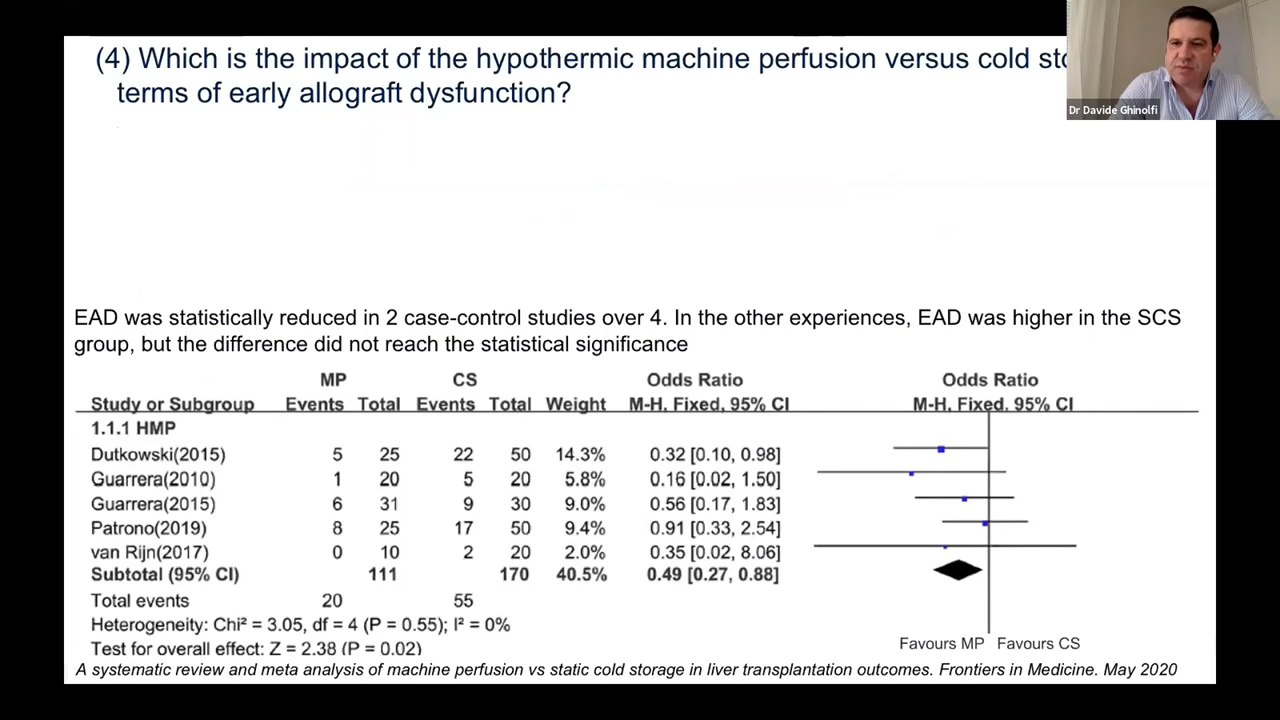 (4) Which is the impact of the hypothermic machine perfusion versus cold
terms of early allograft dysfunction?
Dr Davide Ghinolfi
EAD was statistically reduced in 2 case-control studies over 4. In the other experiences, EAD was higher in the SCS
group, but the difference did not reach the statistical significance
MP CS Odds Ratio Odds Ratio
Study or Subgroup Events Total Events Total Weight M-H, Fixed, 95% CI M-H, Fixed, 95% CI
1.1.1 HMP
Dutkowski(2015) 5 25 22 50 14.3% 0.32 [0.10, 0.98]
Guarrera(2010) 1 20 5 20 5.8% 0.16 [0.02, 1.50]
Guarrera(2015) 6 31 9 30 9.0% 0.56 [0.17, 1.83]
Patrono(2019) 8 25 17 50 9.4% 0.91 [0.33, 2.54]
van Rijn(2017) 0 10 2 20 2.0% 0.35 [0.02, 8.06]
Subtotal (95% CI) 111 170 40.5% 0.49 [0.27, 0.88]
Total events 20 55
Heterogeneity: Chi² = 3.05, df = 4 (P = 0.55); I² = 0%
Test for overall effect: Z = 2.38 (P = 0.02)
Favours MP Favours CS
A systematic review and meta analysis of machine perfusion vs static cold storage in liver transplantation outcomes. Frontiers in Medicine. May 2020